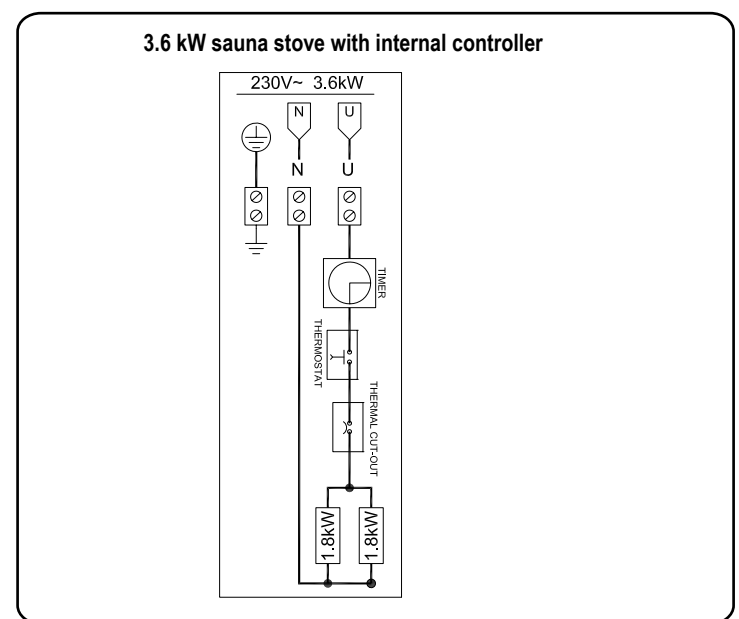 3.6 kW sauna stove with internal controller
230V~ 3.6kW
N U
N U
TIMER
THERMOSTAT
THERMAL CUT-OUT
1.8kW 1.8kW